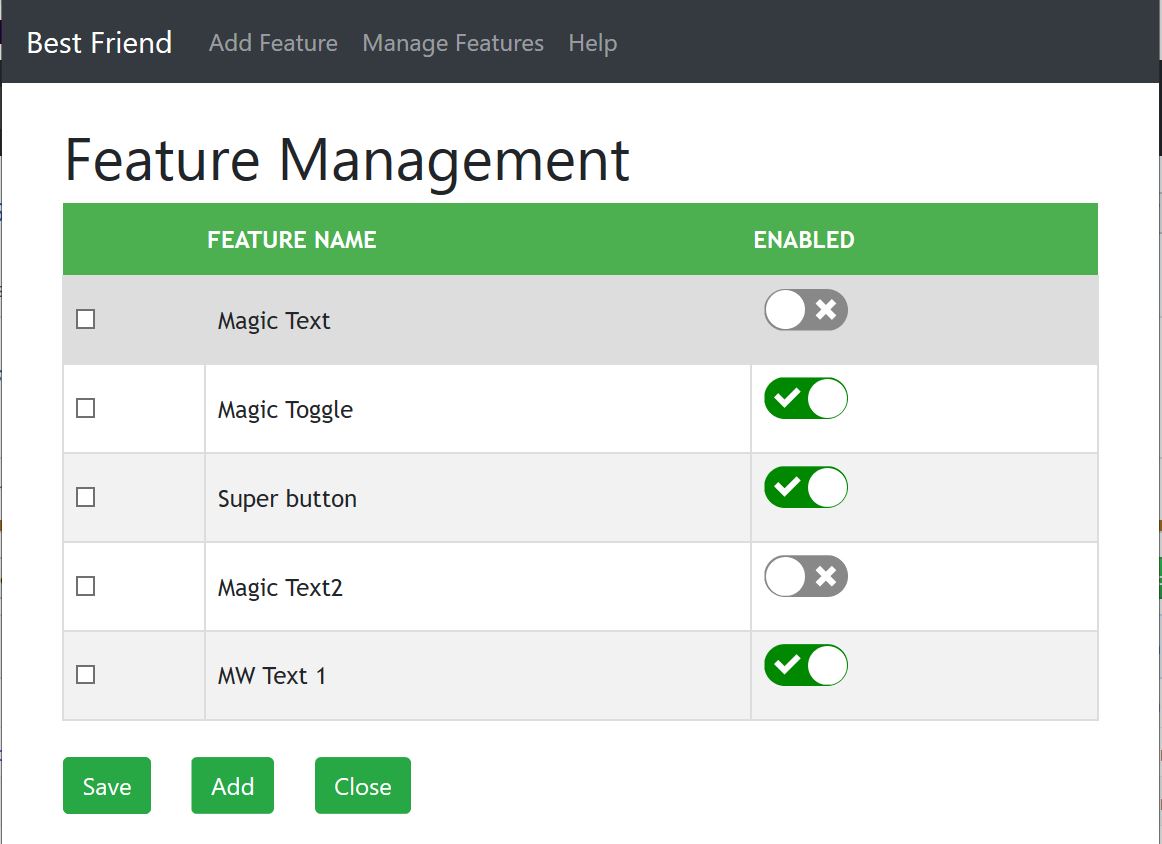 Best Friend Add Feature Manage Features Help
Feature Management
FEATURE NAME ENABLED
Magic Text
Magic Toggle
Super button
Magic Text2
MW Text 1
Save Add Close